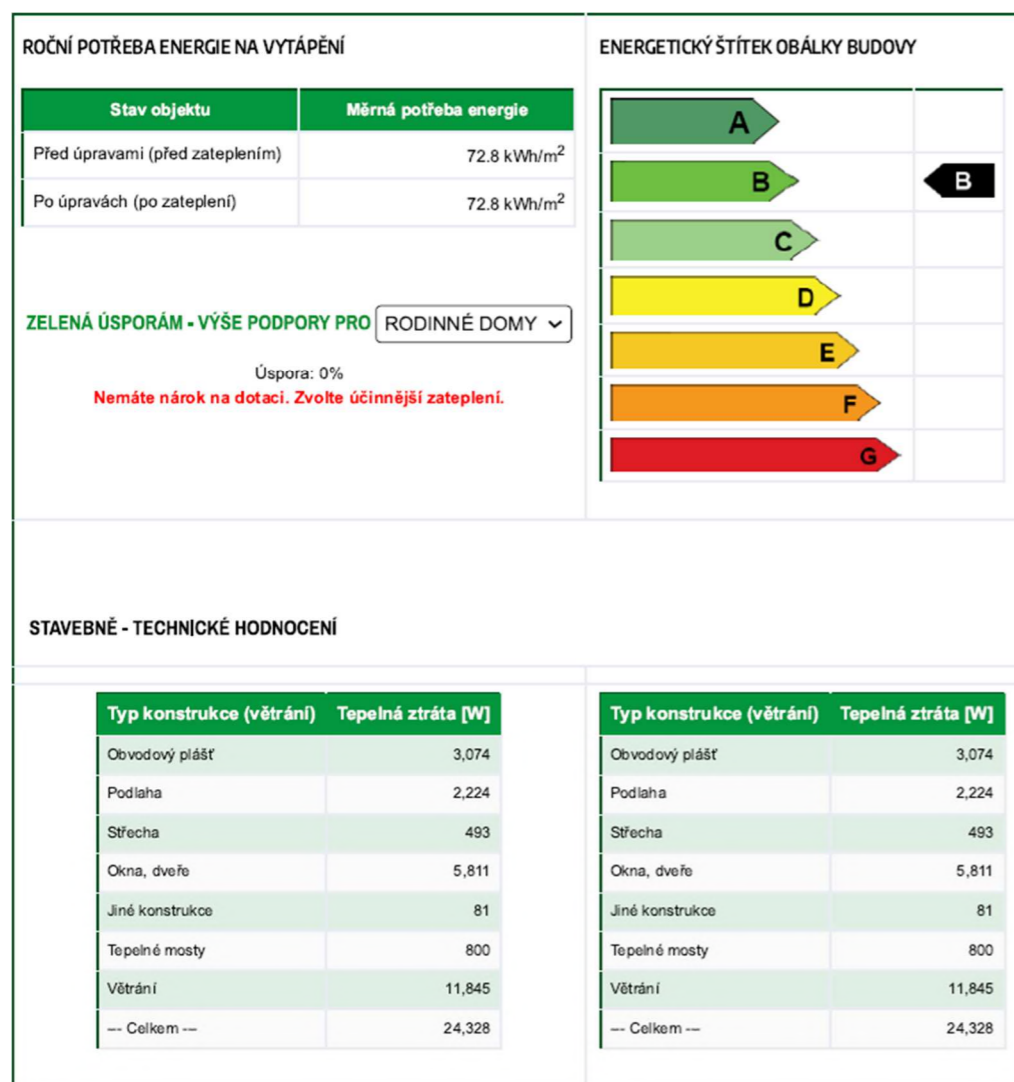 ROČNÍ POTŘEBA ENERGIE NA VYTÁPĚNÍ
Stav objektu Měrná potřeba energie
Před úpravami (před zateplením) 72.8 kWh/m²
Po úpravách (po zateplení) 72.8 kWh/m²
ZELENÁ ÚSPORÁM - VÝŠE PODPORY PRO RODINNÉ DOMY
Úspora: 0%
Nemáte nárok na dotaci. Zvolte účinnější zateplení.
ENERGETICKÝ ŠTÍTEK OBÁLKY BUDOVY
A
B B
C
D
E
F
G
STAVEBNĚ - TECHNICKÉ HODNOCENÍ
Typ konstrukce (větrání) Tepelná ztráta [W]
Obvodový plášť 3,074
Podlaha 2,224
Střecha 493
Okna, dveře 5,811
Jiné konstrukce 81
Tepelné mosty 800
Větrání 11,845
--- Celkem --- 24,328
Typ konstrukce (větrání) Tepelná ztráta [W]
Obvodový plášť 3,074
Podlaha 2,224
Střecha 493
Okna, dveře 5,811
Jiné konstrukce 81
Tepelné mosty 800
Větrání 11,845
--- Celkem --- 24,328